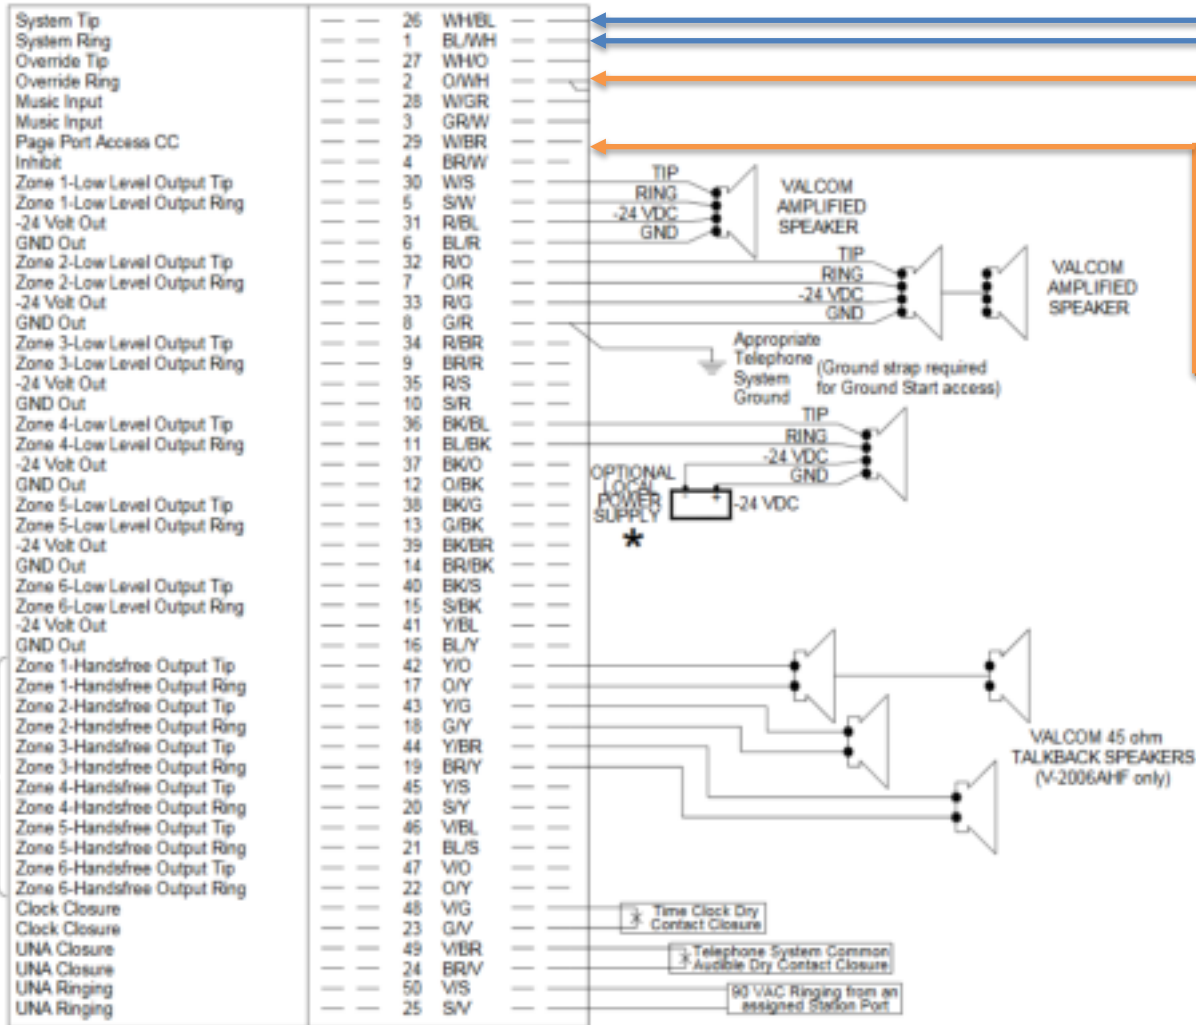 System Tip 26 WH/BL
System Ring 1 BL/WH
Override Tip 27 WH/O
Override Ring 2 O/WH
Music Input 28 W/GR
Music Input 3 GR/W
Page Port Access CC 29 W/BR
Inhibit 4 BR/W
Zone 1-Low Level Output Tip 30 W/S
Zone 1-Low Level Output Ring 5 S/W
-24 Volt Out 31 R/BL
GND Out 6 BL/R
Zone 2-Low Level Output Tip 32 R/O
Zone 2-Low Level Output Ring 7 O/R
-24 Volt Out 33 R/G
GND Out 8 G/R
Zone 3-Low Level Output Tip 34 R/BR
Zone 3-Low Level Output Ring 9 BR/R
-24 Volt Out 35 R/S
GND Out 10 S/R
Zone 4-Low Level Output Tip 36 BK/BL
Zone 4-Low Level Output Ring 11 BL/BK
-24 Volt Out 37 BK/O
GND Out 12 O/BK
Zone 5-Low Level Output Tip 38 BK/G
Zone 5-Low Level Output Ring 13 G/BK
-24 Volt Out 39 BK/BR
GND Out 14 BR/BK
Zone 6-Low Level Output Tip 40 BK/S
Zone 6-Low Level Output Ring 15 S/BK
-24 Volt Out 41 Y/BL
GND Out 16 BL/Y
Zone 1-Handsfree Output Tip 42 Y/O
Zone 1-Handsfree Output Ring 17 O/Y
Zone 2-Handsfree Output Tip 43 Y/G
Zone 2-Handsfree Output Ring 18 G/Y
Zone 3-Handsfree Output Tip 44 Y/BR
Zone 3-Handsfree Output Ring 19 BR/Y
Zone 4-Handsfree Output Tip 45 Y/S
Zone 4-Handsfree Output Ring 20 S/Y
Zone 5-Handsfree Output Tip 46 V/BL
Zone 5-Handsfree Output Ring 21 BL/S
Zone 6-Handsfree Output Tip 47 V/O
Zone 6-Handsfree Output Ring 22 O/Y
Clock Closure 48 V/G
Clock Closure 23 G/V
UNA Closure 49 V/BR
UNA Closure 24 BR/V
UNA Ringing 50 V/S
UNA Ringing 25 S/V
TIP
RING
-24 VDC
GND
VALCOM
AMPLIFIED
SPEAKER
TIP
RING
-24 VDC
GND
VALCOM
AMPLIFIED
SPEAKER
Appropriate
Telephone
System
Ground
(Ground strap required
for Ground Start access)
TIP
RING
-24 VDC
GND
OPTIONAL
LOCAL
POWER
SUPPLY
*
- +
-24 VDC
VALCOM 45 ohm
TALKBACK SPEAKERS
(V-2006AHF only)
Time Clock Dry
Contact Closure
Telephone System Common
Audible Dry Contact Closure
90 VAC Ringing from an
assigned Station Port